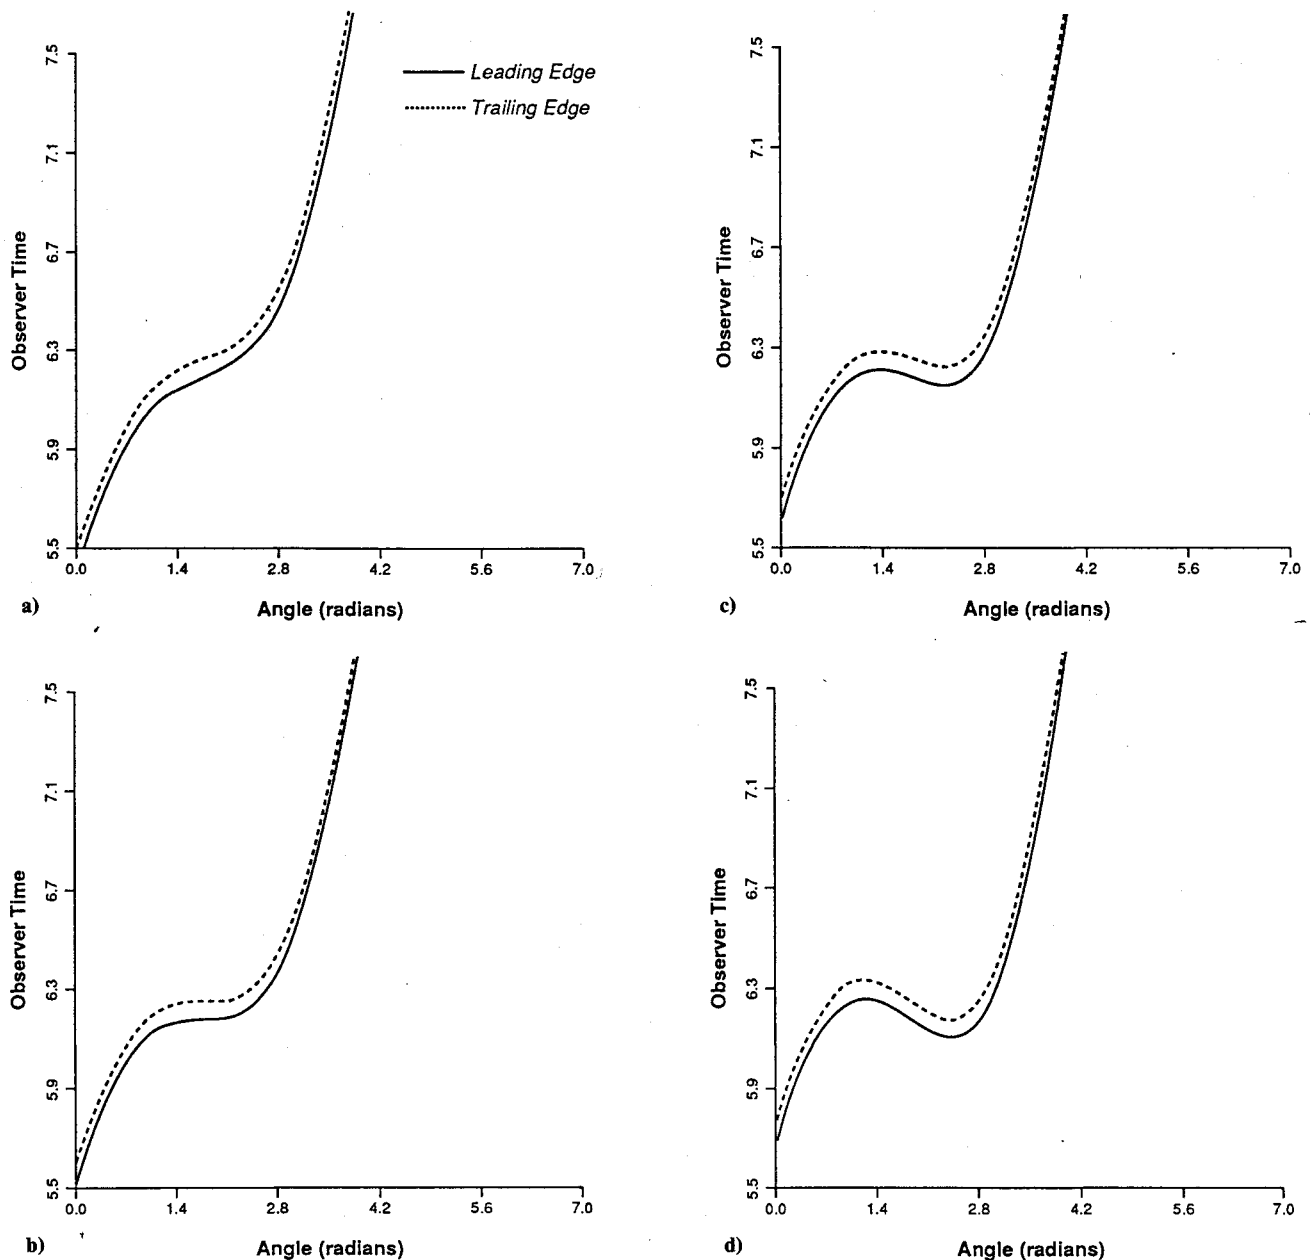 7.5
7.1
6.7
6.3
5.9
5.5
Observer Time
Leading Edge
Trailing Edge
0.0 1.4 2.8 4.2 5.6 7.0
a)
Angle (radians)
7.5
7.1
6.7
6.3
5.9
5.5
Observer Time
0.0 1.4 2.8 4.2 5.6 7.0
c)
Angle (radians)
7.5
7.1
6.7
6.3
5.9
5.5
Observer Time
0.0 1.4 2.8 4.2 5.6 7.0
b)
Angle (radians)
7.5
7.1
6.7
6.3
5.9
5.5
Observer Time
0.0 1.4 2.8 4.2 5.6 7.0
d)
Angle (radians)